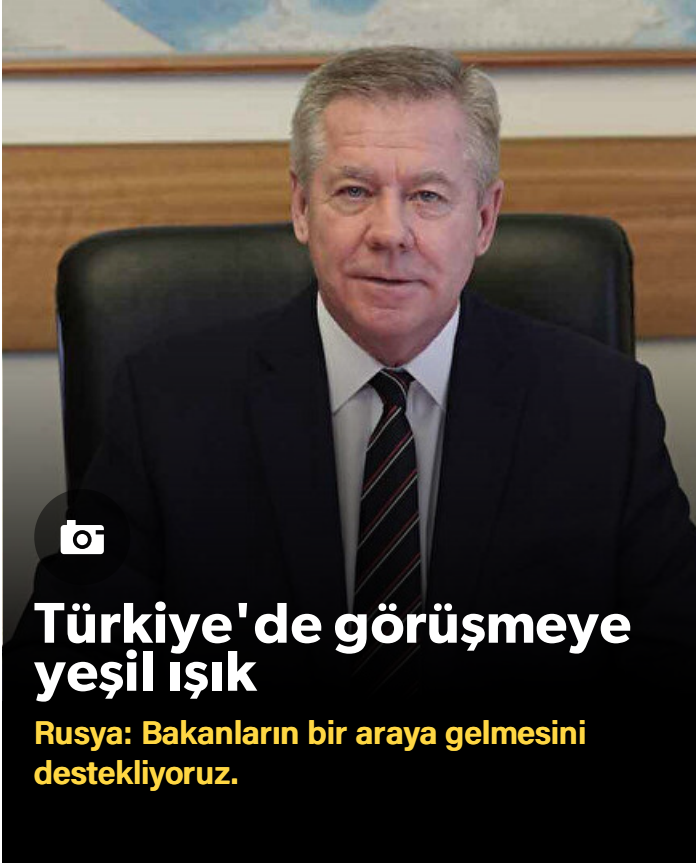 Türkiye'de görüşmeye
yeşil ışık
Rusya: Bakanların bir araya gelmesini
destekliyoruz.